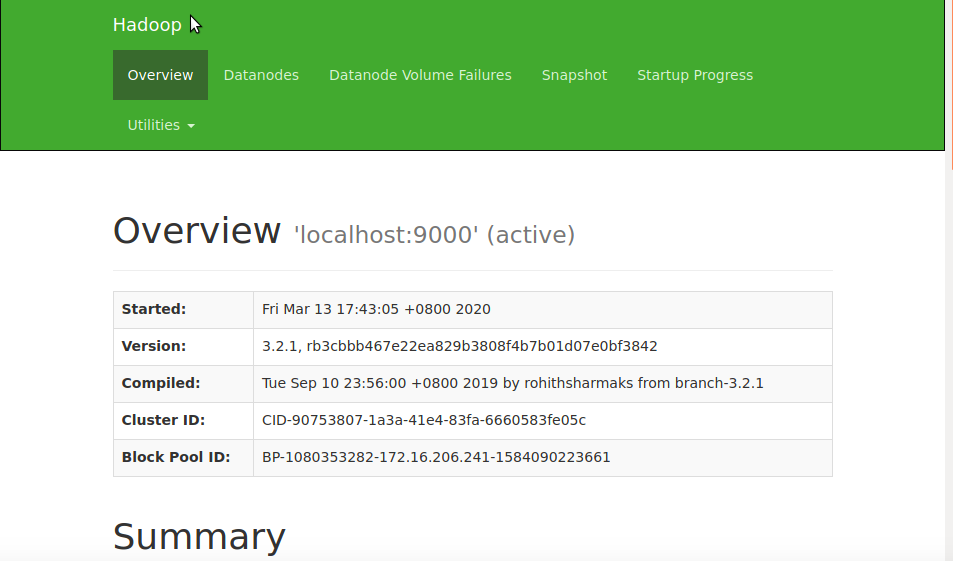 Hadoop
Overview Datanodes Datanode Volume Failures Snapshot Startup Progress
Utilities
Overview 'localhost:9000' (active)
Started: Fri Mar 13 17:43:05 +0800 2020
Version: 3.2.1, rb3cbbb467e22ea829b3808f4b7b01d07e0bf3842
Compiled: Tue Sep 10 23:56:00 +0800 2019 by rohithsharmaks from branch-3.2.1
Cluster ID: CID-90753807-1a3a-41e4-83fa-6660583fe05c
Block Pool ID: BP-1080353282-172.16.206.241-1584090223661
Summary